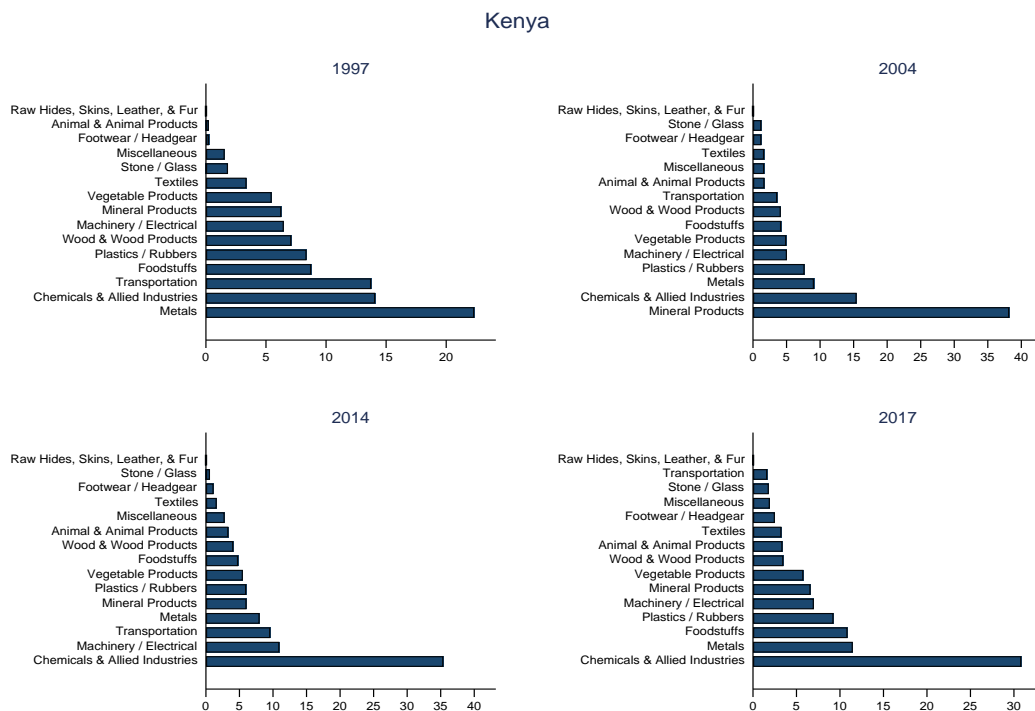 Kenya
1997
Raw Hides, Skins, Leather, & Fur
Animal & Animal Products
Footwear / Headgear
Miscellaneous
Stone / Glass
Textiles
Vegetable Products
Mineral Products
Machinery / Electrical
Wood & Wood Products
Plastics / Rubbers
Foodstuffs
Transportation
Chemicals & Allied Industries
Metals
0 5 10 15 20
2004
Raw Hides, Skins, Leather, & Fur
Stone / Glass
Footwear / Headgear
Textiles
Miscellaneous
Animal & Animal Products
Transportation
Wood & Wood Products
Foodstuffs
Vegetable Products
Machinery / Electrical
Plastics / Rubbers
Metals
Chemicals & Allied Industries
Mineral Products
0 5 10 15 20 25 30 35 40
2014
Raw Hides, Skins, Leather, & Fur
Stone / Glass
Footwear / Headgear
Textiles
Miscellaneous
Animal & Animal Products
Wood & Wood Products
Foodstuffs
Vegetable Products
Plastics / Rubbers
Mineral Products
Metals
Transportation
Machinery / Electrical
Chemicals & Allied Industries
0 5 10 15 20 25 30 35 40
2017
Raw Hides, Skins, Leather, & Fur
Transportation
Stone / Glass
Miscellaneous
Footwear / Headgear
Textiles
Animal & Animal Products
Wood & Wood Products
Vegetable Products
Mineral Products
Machinery / Electrical
Plastics / Rubbers
Foodstuffs
Metals
Chemicals & Allied Industries
0 5 10 15 20 25 30